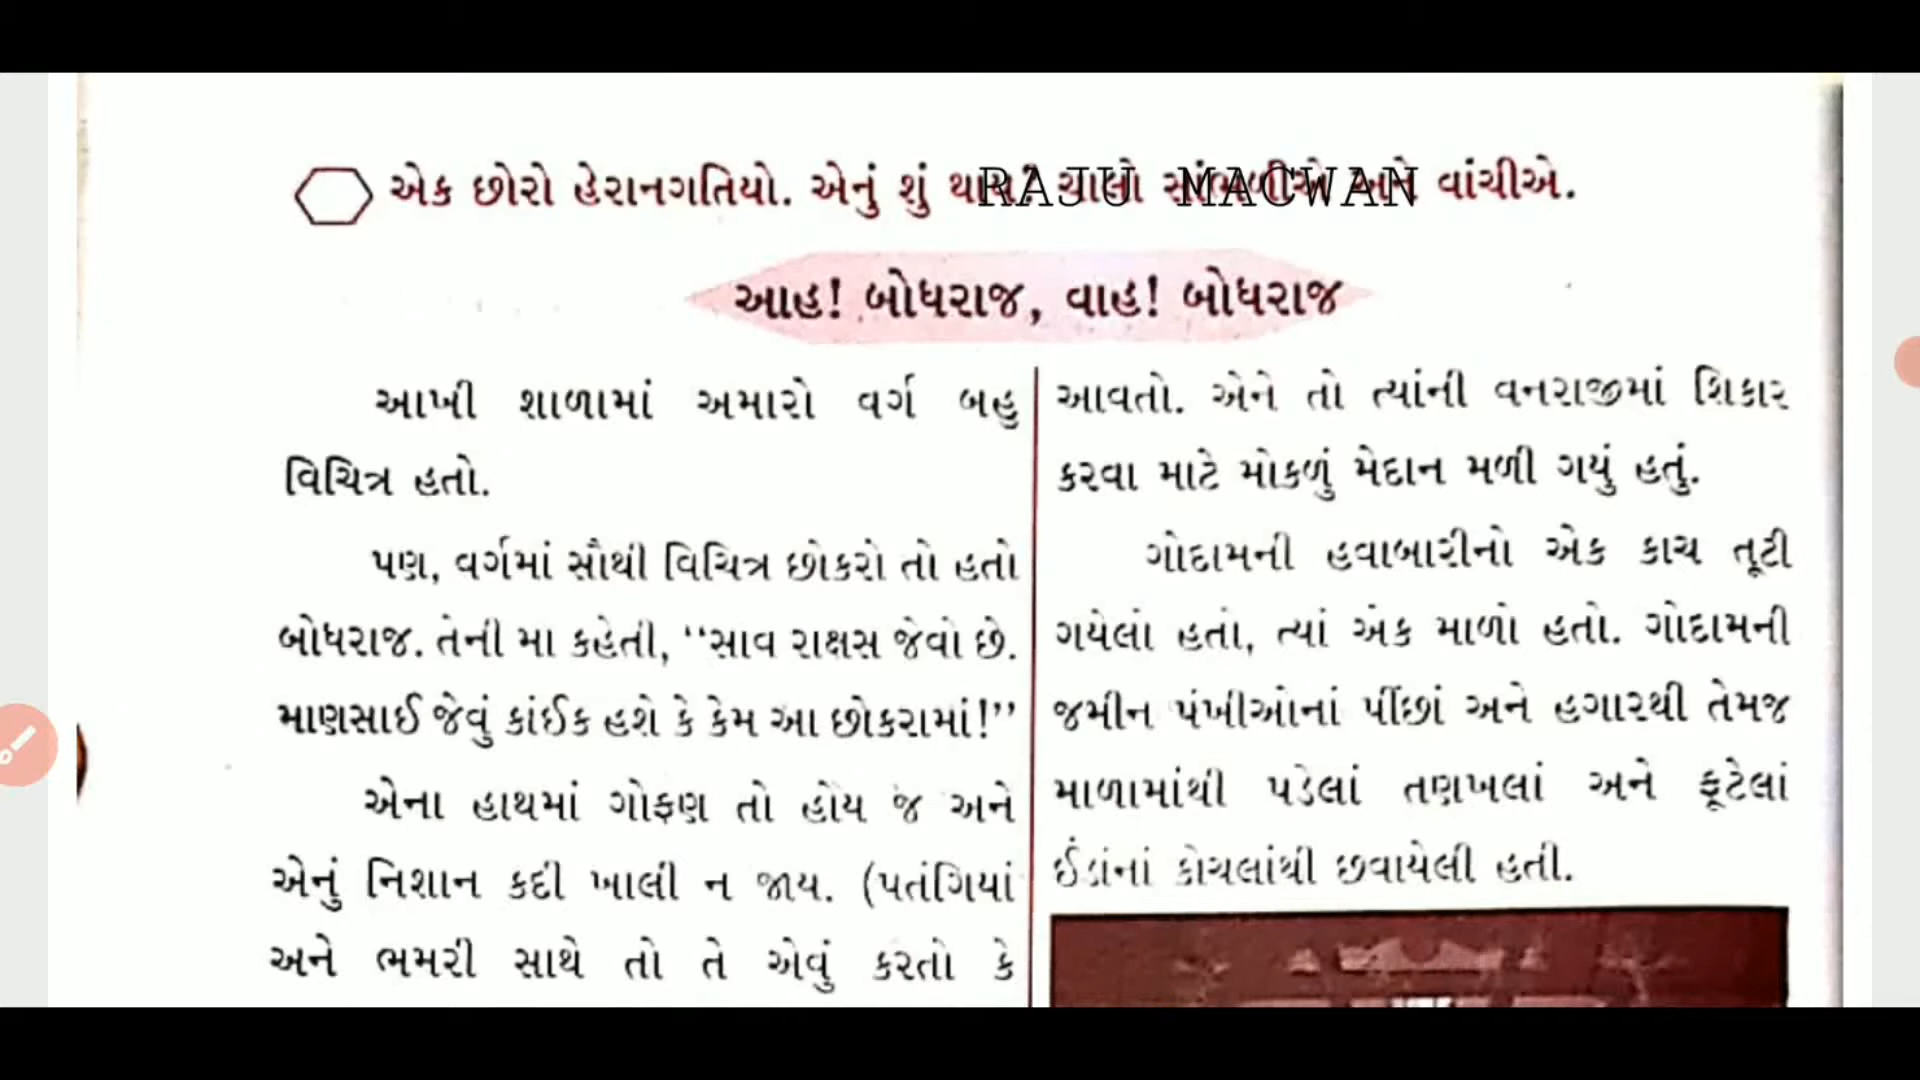 એક છોરો હેરાનગતિયો. એનું શું અને વાંચીએ.
RAJU MACWAN
આહ! બોધરાજ, વાહ! બોધરાજ
આખી શાળામાં અમારો વર્ગ બહુ
વિચિત્ર હતો.
પણ, વર્ગમાં સૌથી વિચિત્ર છોકરો તો હતો
બોધરાજ. તેની મા કહેતી, ‘‘સાવ રાક્ષસ જેવો છે.
માણસાઈ જેવું કાંઈક હશે કે કેમ આ છોકરામાં!’’
એના હાથમાં ગોફણ તો હોય જ અને
એનું નિશાન કદી ખાલી ન જાય. (પતંગિયાં
અને ભમરી સાથે તો તે એવું કરતો કે
આવતો. એને તો ત્યાંની વનરાજીમાં શિકાર
કરવા માટે મોકળું મેદાન મળી ગયું હતું.
ગોદામની હવાબારીનો એક કાચ તૂટી
ગયેલો હતો, ત્યાં એક માળો હતો. ગોદામની
જમીન પંખીઓનાં પીંછાં અને હગારથી તેમજ
માળામાંથી પડેલાં તણખલાં અને ફૂટેલાં
ઈંડાંનાં કોચલાંથી છવાયેલી હતી.